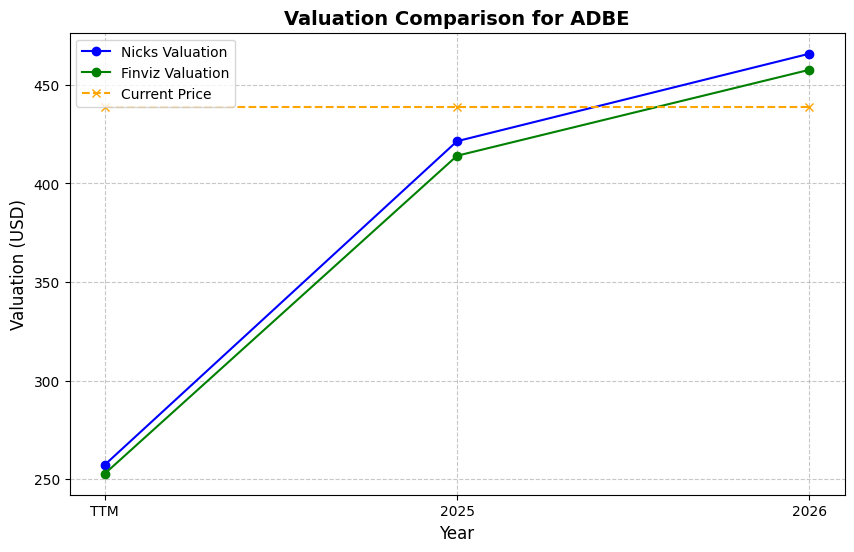 Valuation Comparison for ADBE
Nicks Valuation
Finviz Valuation
Current Price
Valuation (USD)
450
400
350
300
250
TTM
2025
2026
Year